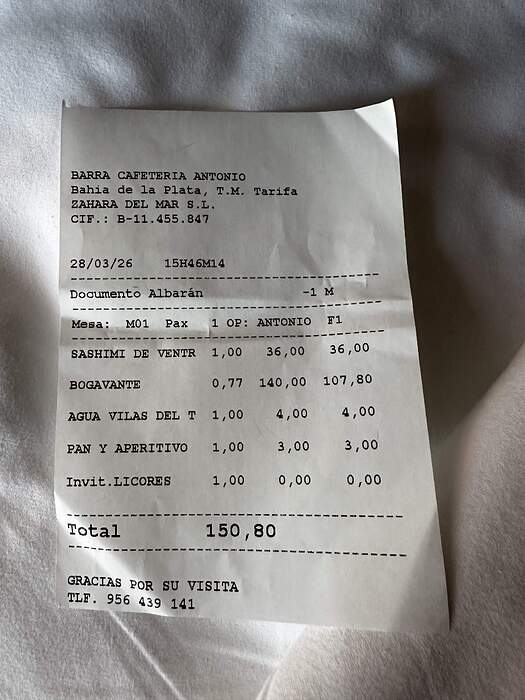 BARRA CAFETERIA ANTONIO
Bahia de la Plata, T.M. Tarifa
ZAHARA DEL MAR S.L.
CIF.: B-11.455.847
28/03/26 15H46M14
Documento Albarán -1 M
Mesa: M01 Pax 1 OP: ANTONIO F1
SASHIMI DE VENTR 1,00 36,00 36,00
BOGAVANTE 0,77 140,00 107,80
AGUA VILAS DEL T 1,00 4,00 4,00
PAN Y APERITIVO 1,00 3,00 3,00
Invit.LICORES 1,00 0,00 0,00
Total 150,80
GRACIAS POR SU VISITA
TLF. 956 439 141